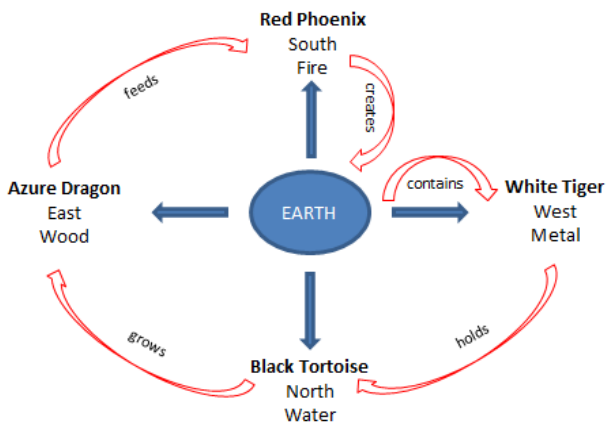 Red Phoenix
South
Fire
feeds
creates
Azure Dragon
East
Wood
EARTH
contains
White Tiger
West
Metal
grows
holds
Black Tortoise
North
Water